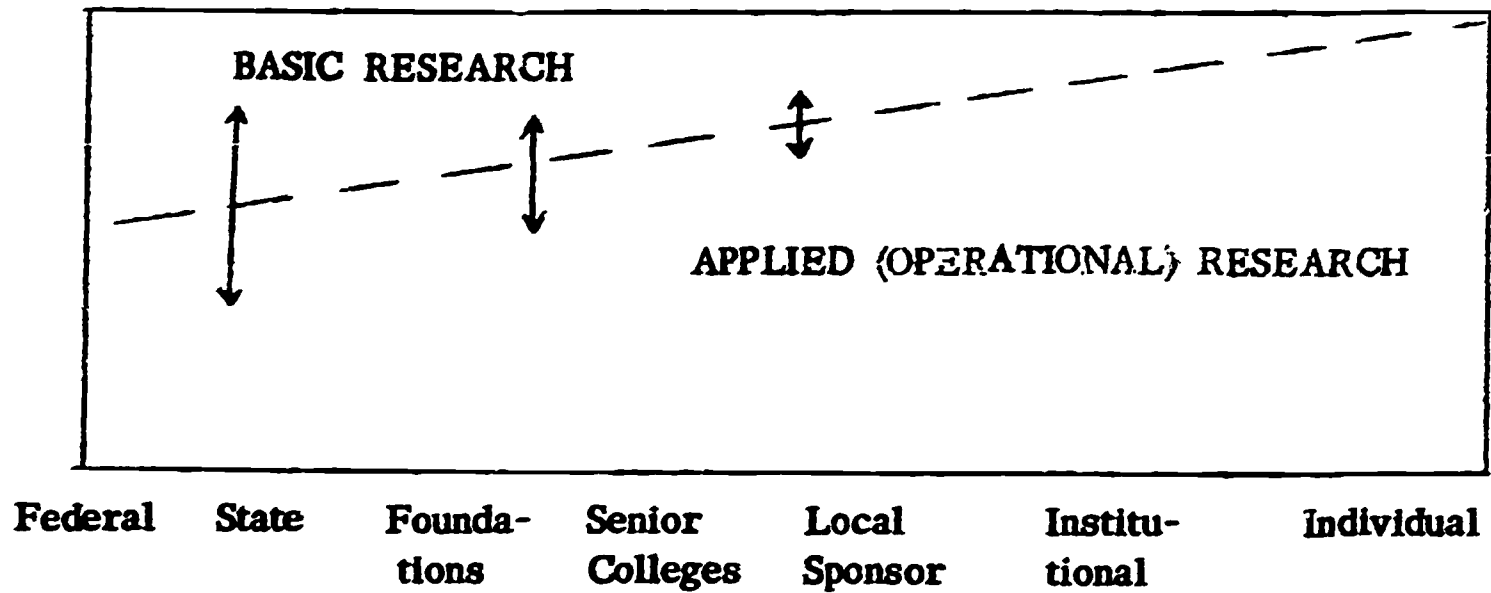 BASIC RESEARCH
APPLIED (OPERATIONAL) RESEARCH
Federal State Founda- Senior Local Institu- Individual
tions Colleges Sponsor tional